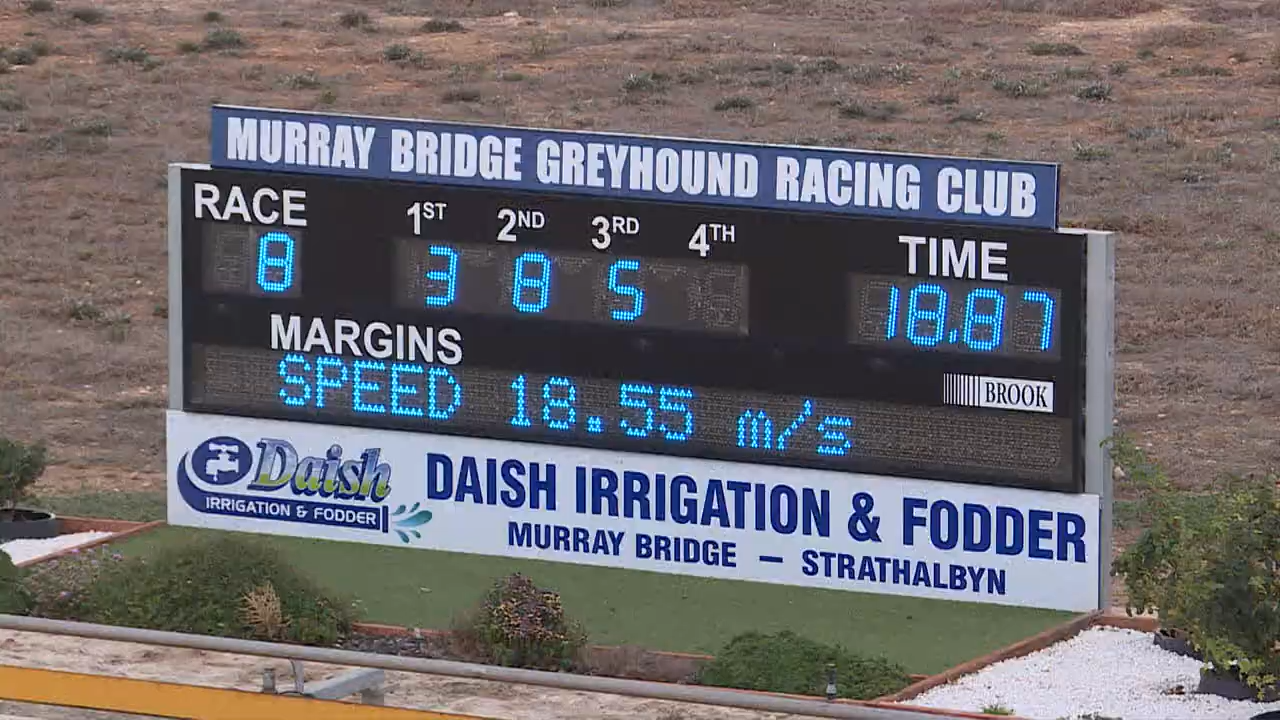 MURRAY BRIDGE GREYHOUND RACING CLUB
RACE 1ST 2ND 3RD 4TH TIME
8 3 8 5 18.87
MARGINS
BROOK
SPEED 18.55 m/s
Daish
IRRIGATION & FODDER
DAISH IRRIGATION & FODDER
MURRAY BRIDGE — STRATHALBYN